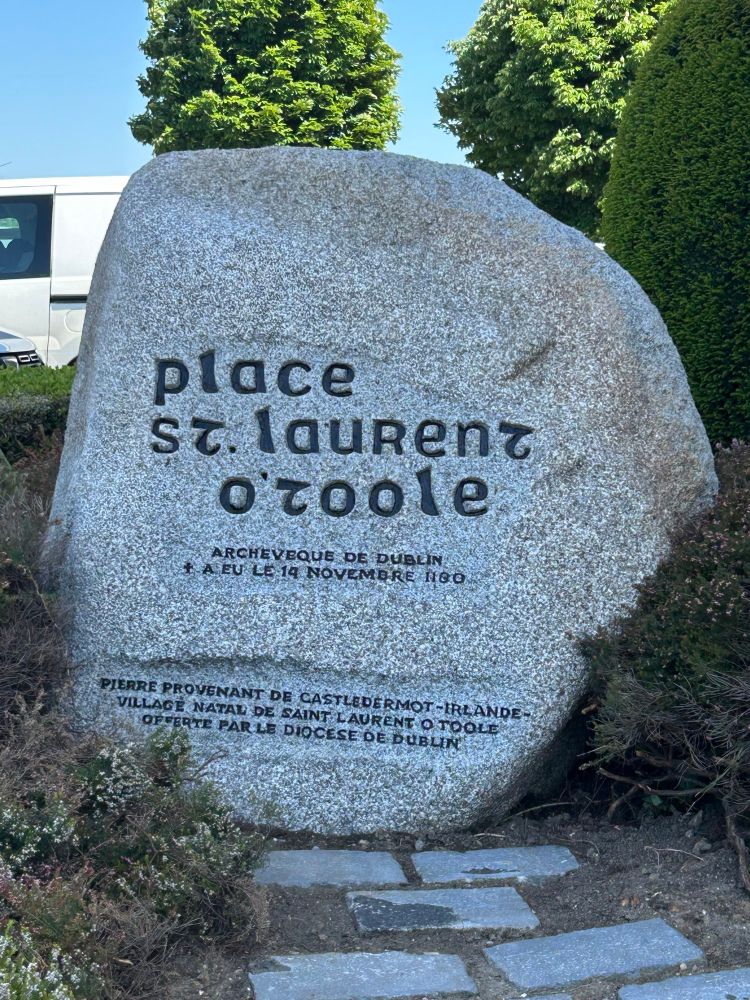 place
st. laurent
o'toole
ARCHEVEQUE DE DUBLIN
✝ A EU LE 14 NOVEMBRE 1180
PIERRE PROVENANT DE CASTLEDERMOT-IRLANDE-
VILLAGE NATAL DE SAINT LAURENT O TOOLE
OFFERTE PAR LE DIOCESE DE DUBLIN